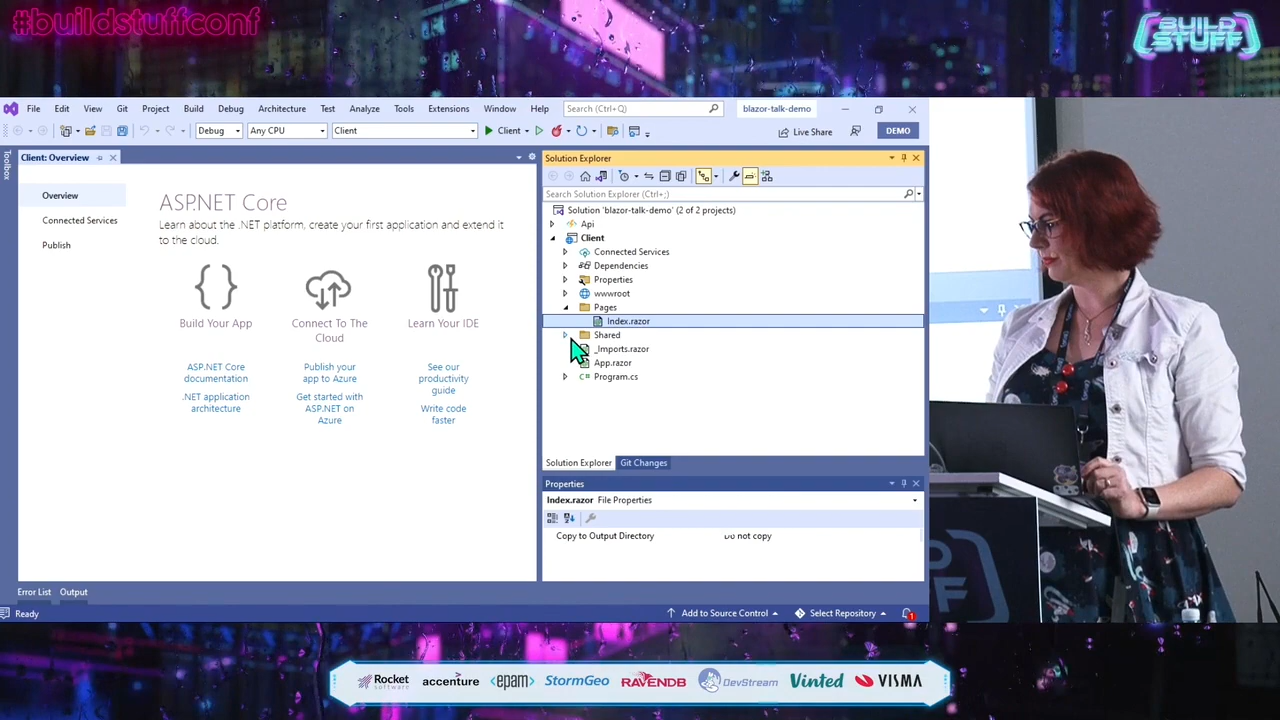 #buildstuffconf
BUILD
STUFF
File Edit View Git Project Build Debug Architecture Test Analyze Tools Extensions Window Help Search (Ctrl+Q) blazor-talk-demo
Debug Any CPU Client Client Live Share DEMO
Toolbox
Client: Overview
Overview
Connected Services
Publish
ASP.NET Core
Learn about the .NET platform, create your first application and extend it
to the cloud.
Build Your App
Connect To The
Cloud
Learn Your IDE
ASP.NET Core
documentation
.NET application
architecture
Publish your
app to Azure
Get started with
ASP.NET on
Azure
See our
productivity
guide
Write code
faster
Solution Explorer
Search Solution Explorer (Ctrl+;)
Solution 'blazor-talk-demo' (2 of 2 projects)
Api
Client
Connected Services
Dependencies
Properties
wwwroot
Pages
Index.razor
Shared
_Imports.razor
App.razor
C# Program.cs
Solution Explorer Git Changes
Properties
Index.razor File Properties
Copy to Output Directory Do not copy
Error List Output
Ready Add to Source Control Select Repository 1
Rocket
software
accenture
<epam>
STORMGEO
RAVENDB
DevStream
Vinted
VISMA